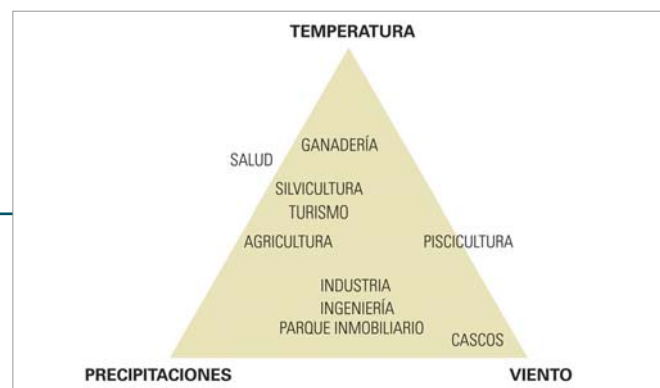 TEMPERATURA
GANADERÍA
SALUD
SILVICULTURA
TURISMO
AGRICULTURA
PISCICULTURA
INDUSTRIA
INGENIERÍA
PARQUE INMOBILIARIO
CASCOS
PRECIPITACIONES
VIENTO